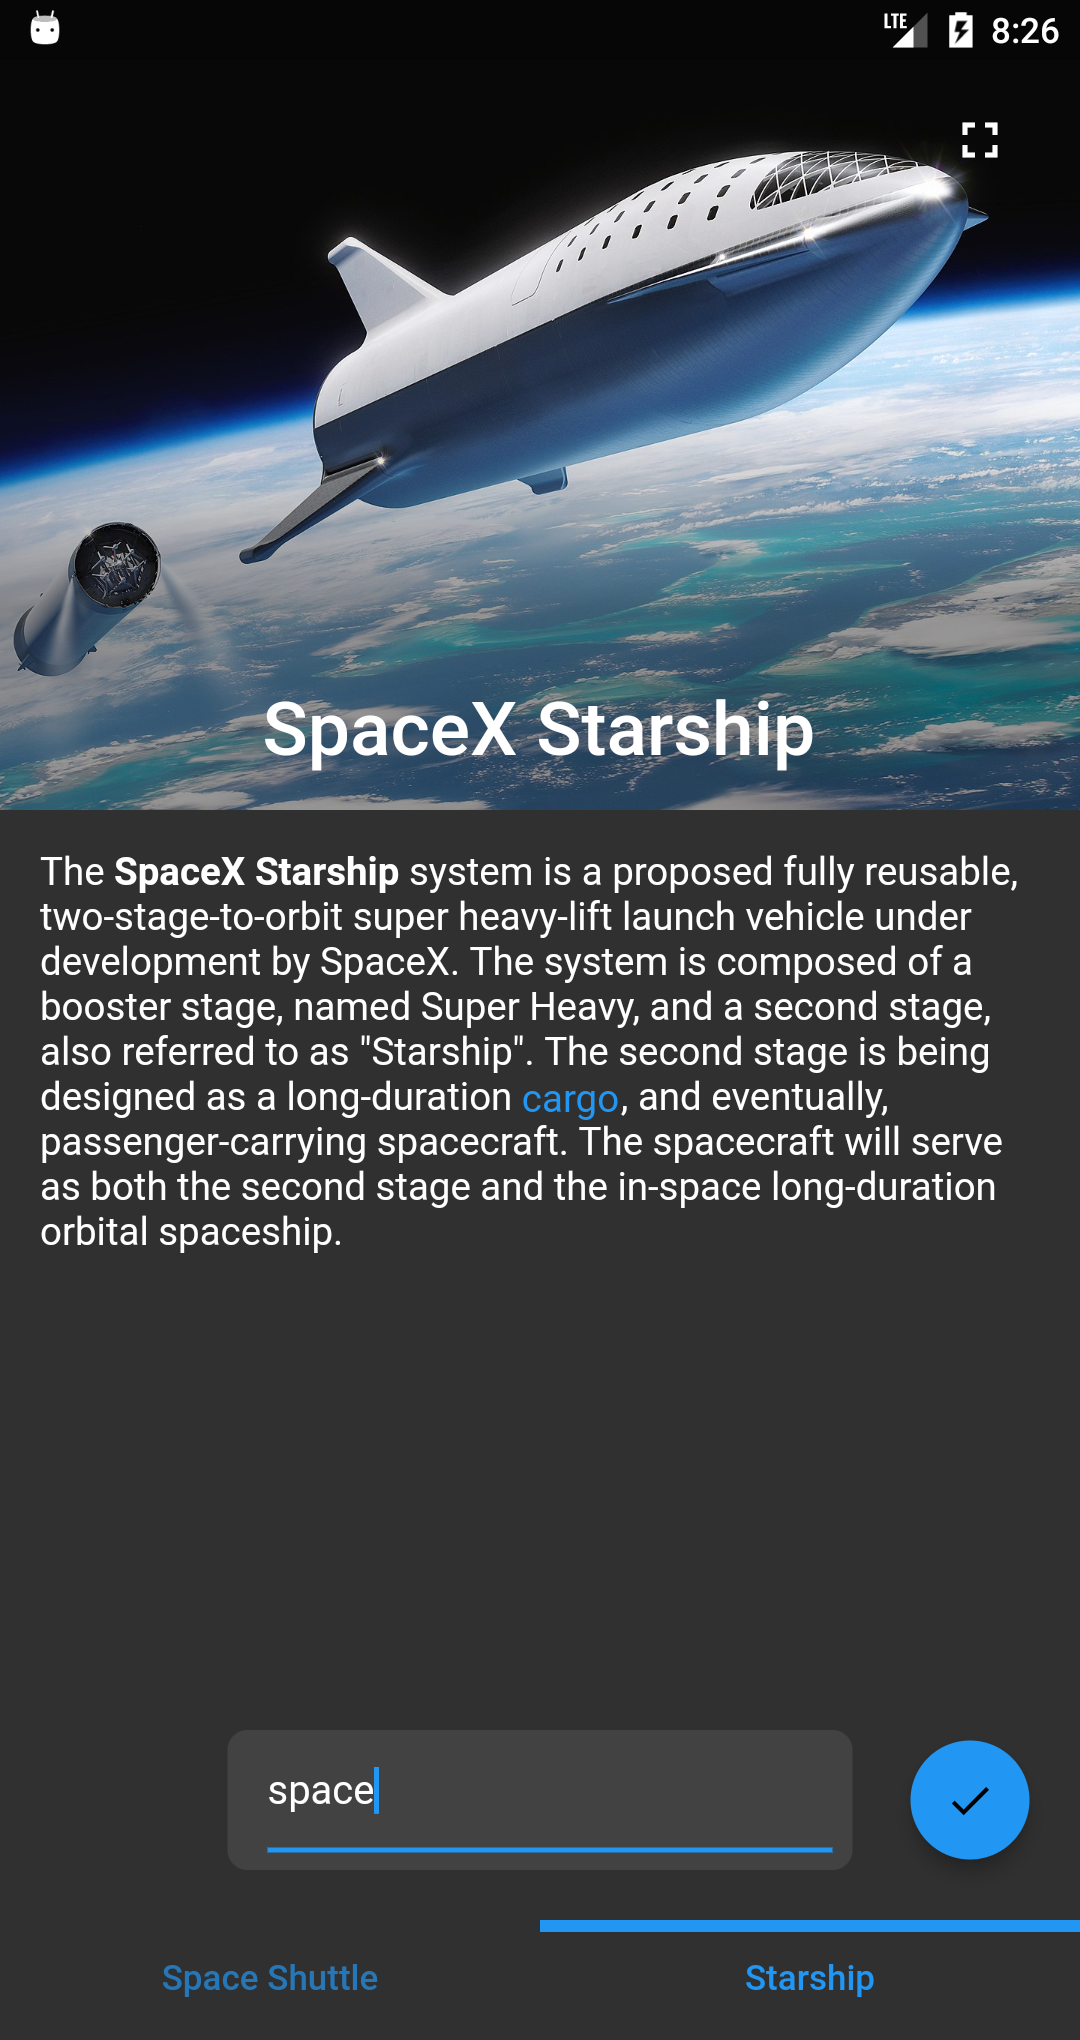 LTE 8:26
SpaceX Starship
The SpaceX Starship system is a proposed fully reusable,
two-stage-to-orbit super heavy-lift launch vehicle under
development by SpaceX. The system is composed of a
booster stage, named Super Heavy, and a second stage,
also referred to as "Starship". The second stage is being
designed as a long-duration cargo, and eventually,
passenger-carrying spacecraft. The spacecraft will serve
as both the second stage and the in-space long-duration
orbital spaceship.
space
Space Shuttle Starship